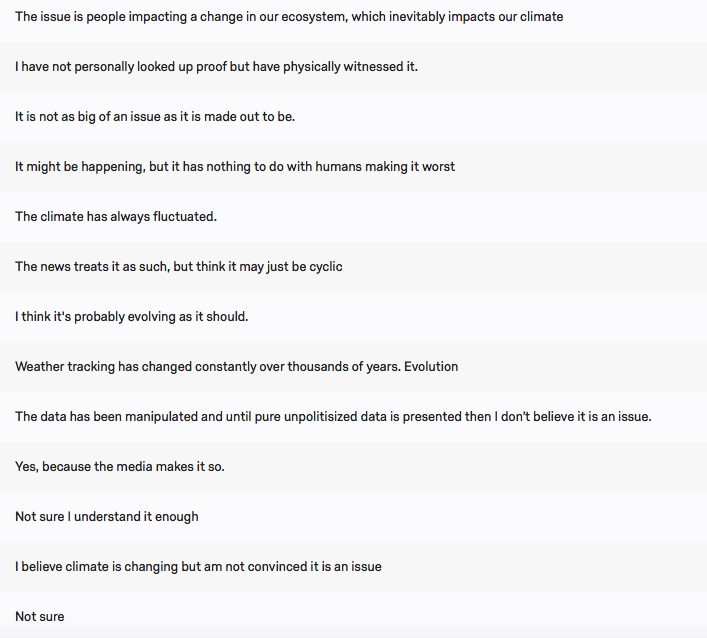 The issue is people impacting a change in our ecosystem, which inevitably impacts our climate
I have not personally looked up proof but have physically witnessed it.
It is not as big of an issue as it is made out to be.
It might be happening, but it has nothing to do with humans making it worst
The climate has always fluctuated.
The news treats it as such, but think it may just be cyclic
I think it's probably evolving as it should.
Weather tracking has changed constantly over thousands of years. Evolution
The data has been manipulated and until pure unpolitisized data is presented then I don't believe it is an issue.
Yes, because the media makes it so.
Not sure I understand it enough
I believe climate is changing but am not convinced it is an issue
Not sure